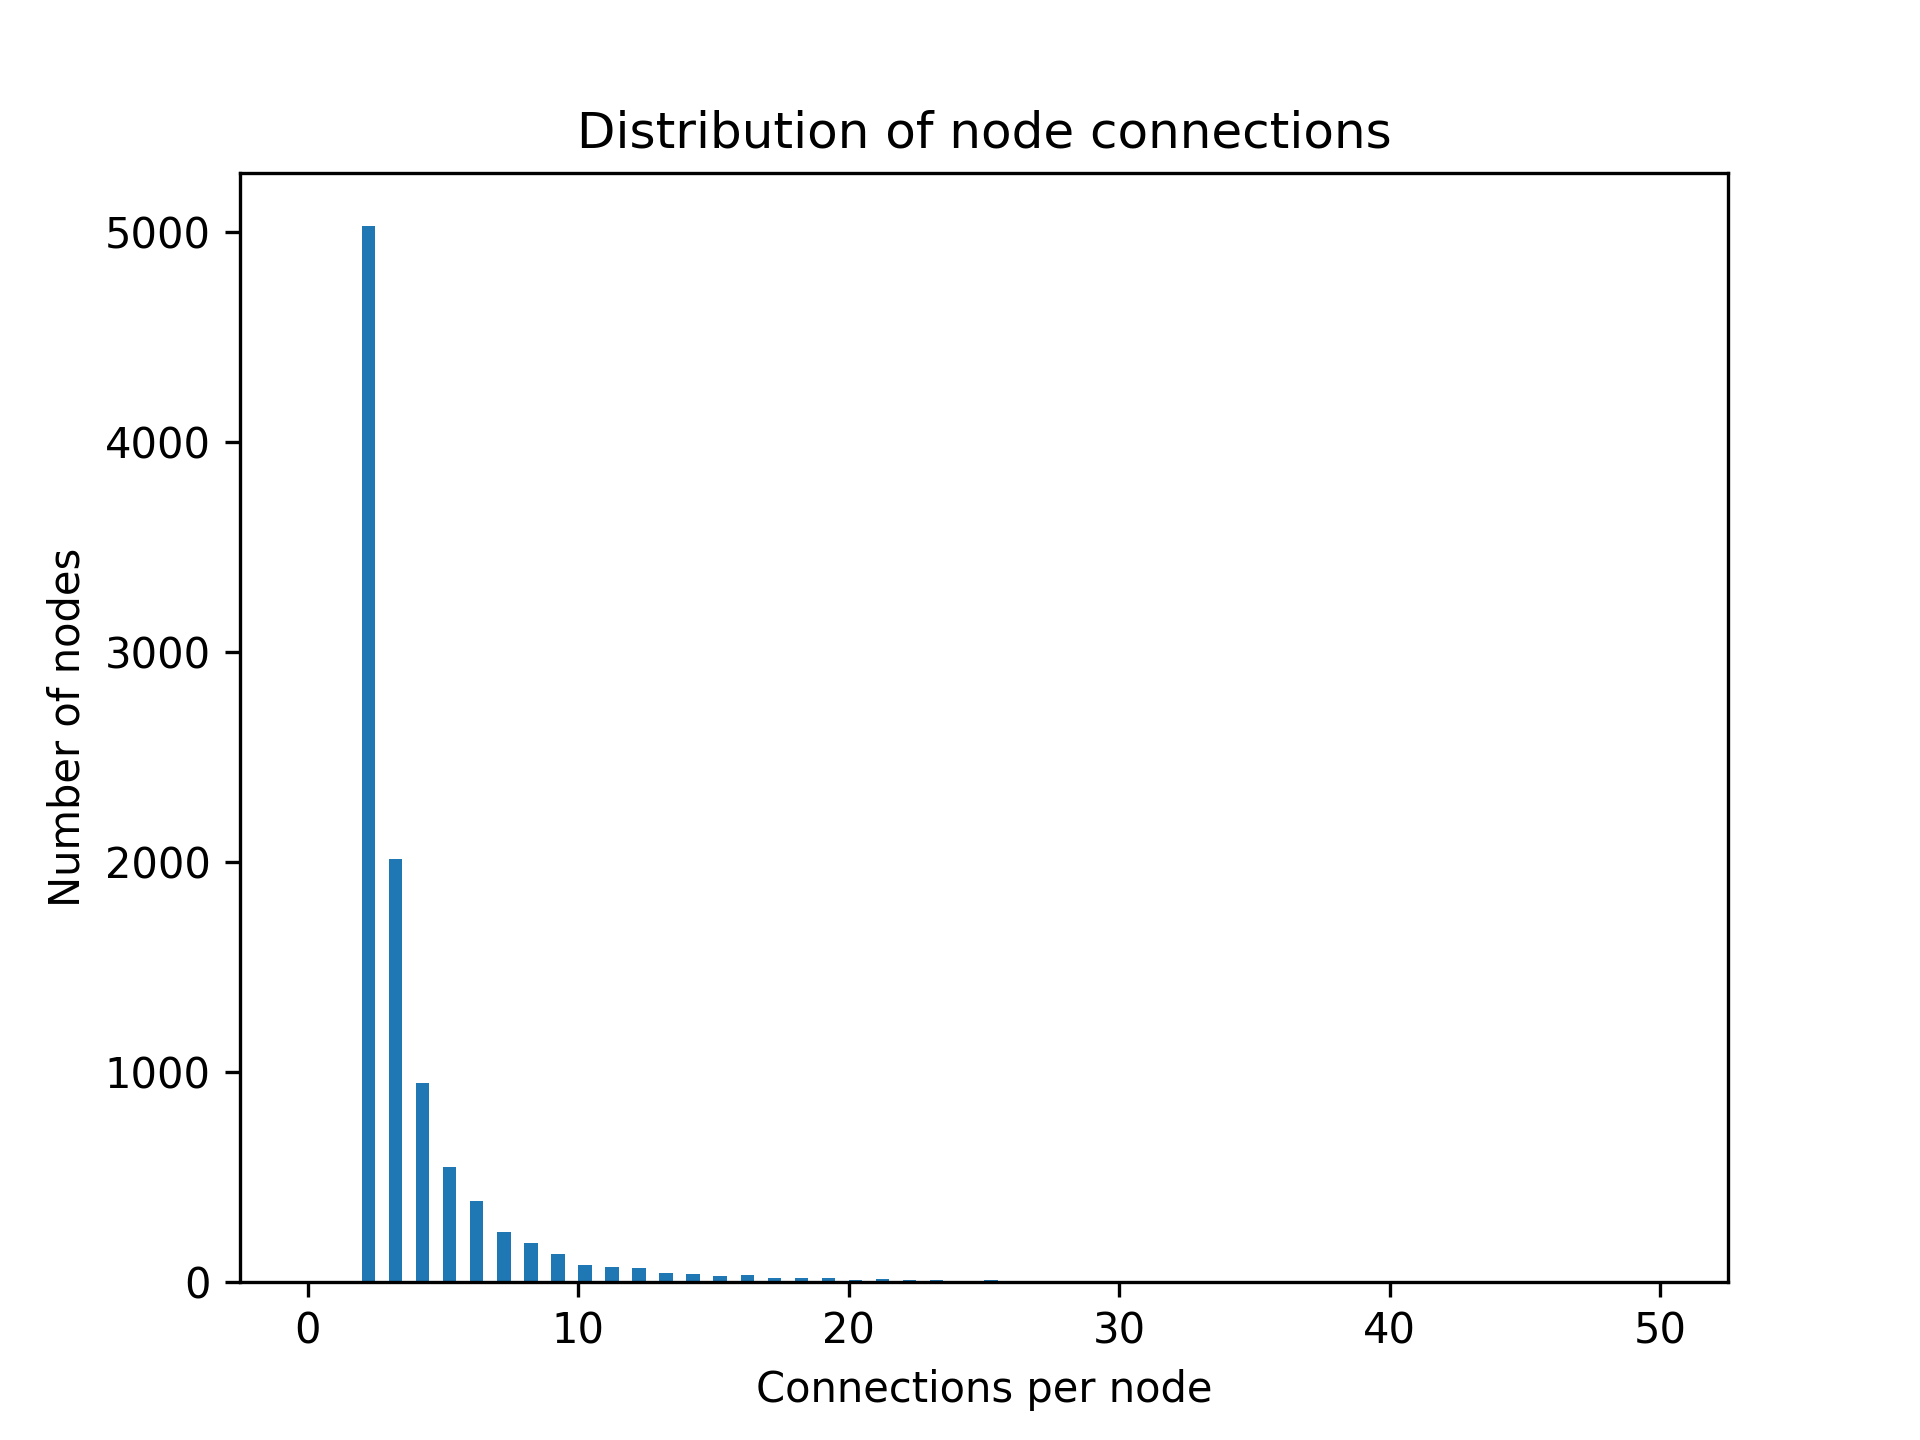 Distribution of node connections
5000
4000
3000
2000
1000
0
Number of nodes
0 10 20 30 40 50
Connections per node